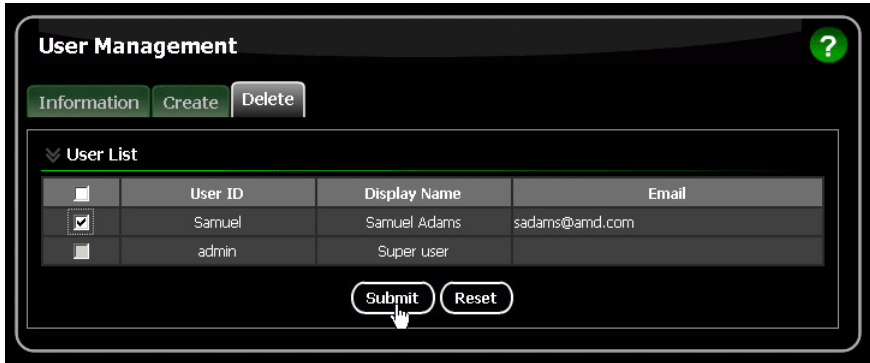 User Management
?
Information Create Delete
User List
User ID Display Name Email
Samuel Samuel Adams sadams@amd.com
admin Super user
Submit Reset